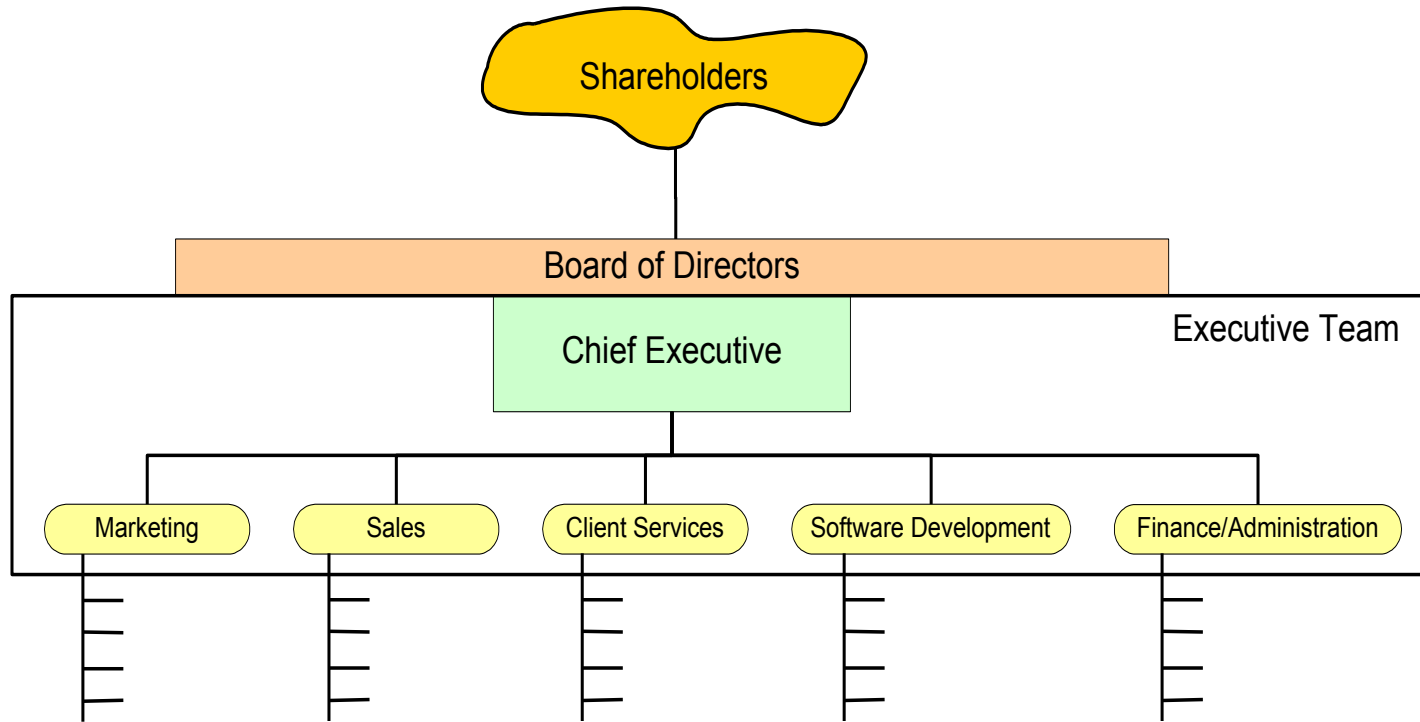 Shareholders
Board of Directors
Executive Team
Chief Executive
Marketing
Sales
Client Services
Software Development
Finance/Administration